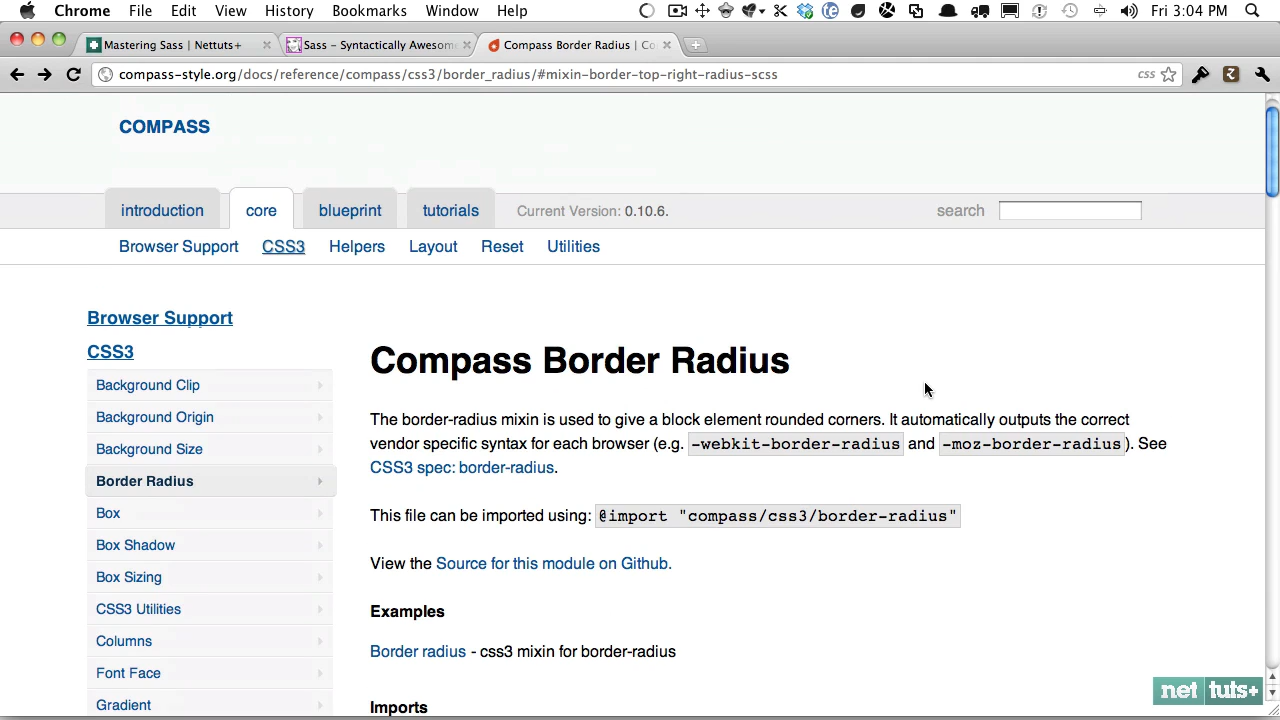 Chrome File Edit View History Bookmarks Window Help Fri 3:04 PM
Mastering Sass | Nettuts+ Sass - Syntactically Awesom Compass Border Radius | Co
compass-style.org/docs/reference/compass/css3/border_radius/#mixin-border-top-right-radius-scss css
COMPASS
introduction core blueprint tutorials Current Version: 0.10.6. search
Browser Support CSS3 Helpers Layout Reset Utilities
Browser Support
CSS3
Background Clip
Background Origin
Background Size
Border Radius
Box
Box Shadow
Box Sizing
CSS3 Utilities
Columns
Font Face
Gradient
Compass Border Radius
The border-radius mixin is used to give a block element rounded corners. It automatically outputs the correct
vendor specific syntax for each browser (e.g. -webkit-border-radius and -moz-border-radius). See
CSS3 spec: border-radius.
This file can be imported using: @import "compass/css3/border-radius"
View the Source for this module on Github.
Examples
Border radius - css3 mixin for border-radius
Imports
net tuts+